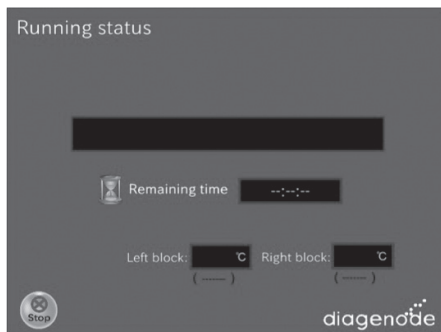 Running status
Remaining time --:--:--
Left block: ℃ Right block: ℃
( ------- ) ( ------- )
Stop
diagenode